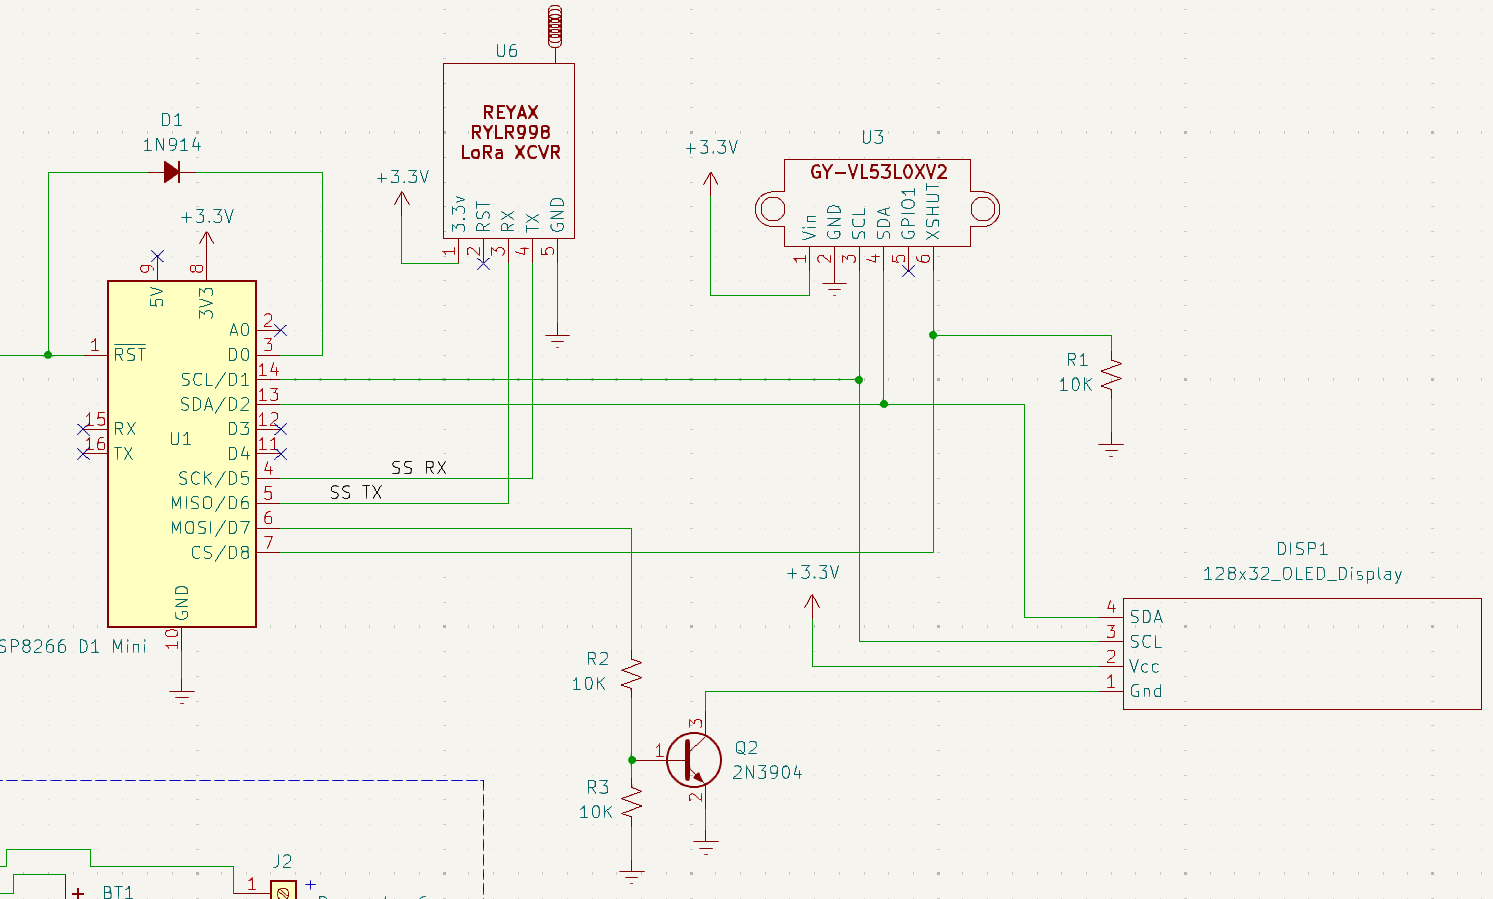 U6
REYAX
RYLR998
LoRa XCVR
+3.3V
3.3v
RST
RX
TX
GND
1
2
3
4
5
D1
1N914
+3.3V
9
8
5V
3V3
1
RST
15
RX
16
TX
U1
A0
2
D0
3
SCL/D1
14
SDA/D2
13
D3
12
D4
11
SCK/D5
4
MISO/D6
5
MOSI/D7
6
CS/D8
7
GND
10
SP8266 D1 Mini
SS RX
SS TX
+3.3V
U3
GY-VL53L0XV2
Vin
GND
SCL
SDA
GPIO1
XSHUT
1
2
3
4
5
6
R1
10K
+3.3V
DISP1
128x32_OLED_Display
4
SDA
3
SCL
2
Vcc
1
Gnd
R2
10K
3
1
2
Q2
2N3904
R3
10K
J2
1
+
+
BT1